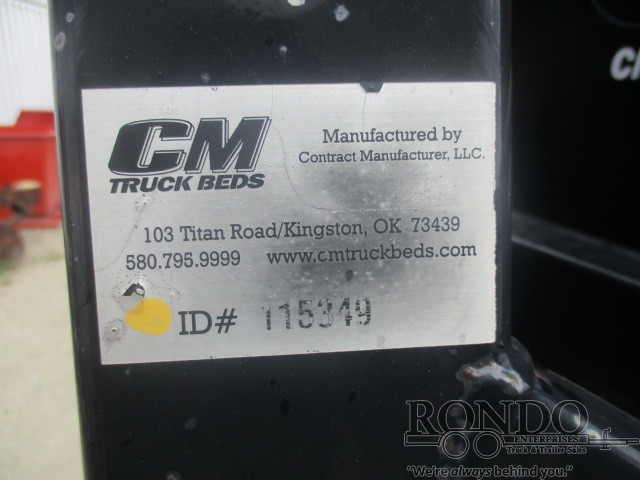 CM
TRUCK BEDS
Manufactured by
Contract Manufacturer, LLC.
103 Titan Road/Kingston, OK 73439
580.795.9999 www.cmtruckbeds.com
ID# 115349
RONDO
ENTERPRISES
Truck & Trailer Sales
"We're always behind you."